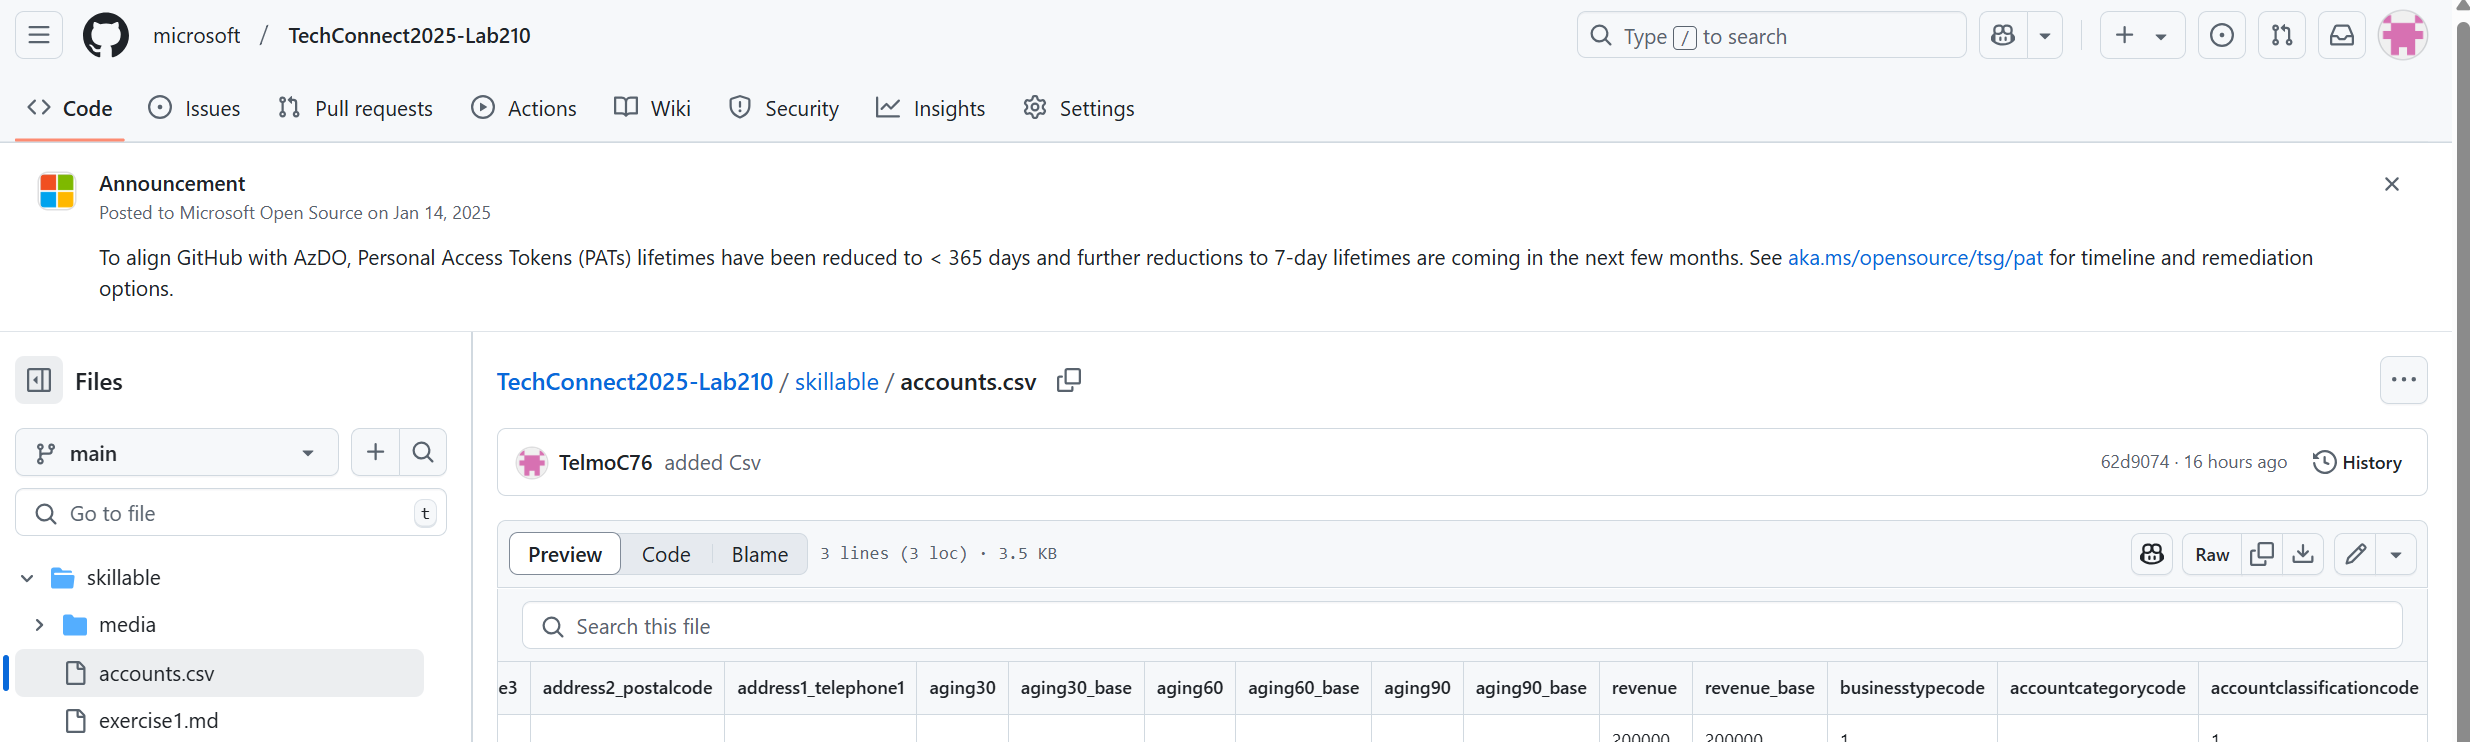 microsoft / TechConnect2025-Lab210
Type / to search
Code
Issues
Pull requests
Actions
Wiki
Security
Insights
Settings
Announcement
Posted to Microsoft Open Source on Jan 14, 2025
To align GitHub with AzDO, Personal Access Tokens (PATs) lifetimes have been reduced to < 365 days and further reductions to 7-day lifetimes are coming in the next few months. See aka.ms/opensource/tsg/pat for timeline and remediation
options.
Files
main
Go to file
t
skillable
media
accounts.csv
exercise1.md
TechConnect2025-Lab210 / skillable / accounts.csv
TelmoC76 added Csv
62d9074 · 16 hours ago
History
Preview
Code
Blame
3 lines (3 loc) · 3.5 KB
Raw
Search this file
e3 address2_postalcode address1_telephone1 aging30 aging30_base aging60 aging60_base aging90 aging90_base revenue revenue_base businesstypecode accountcategorycode accountclassificationcode
200000 200000 1 1